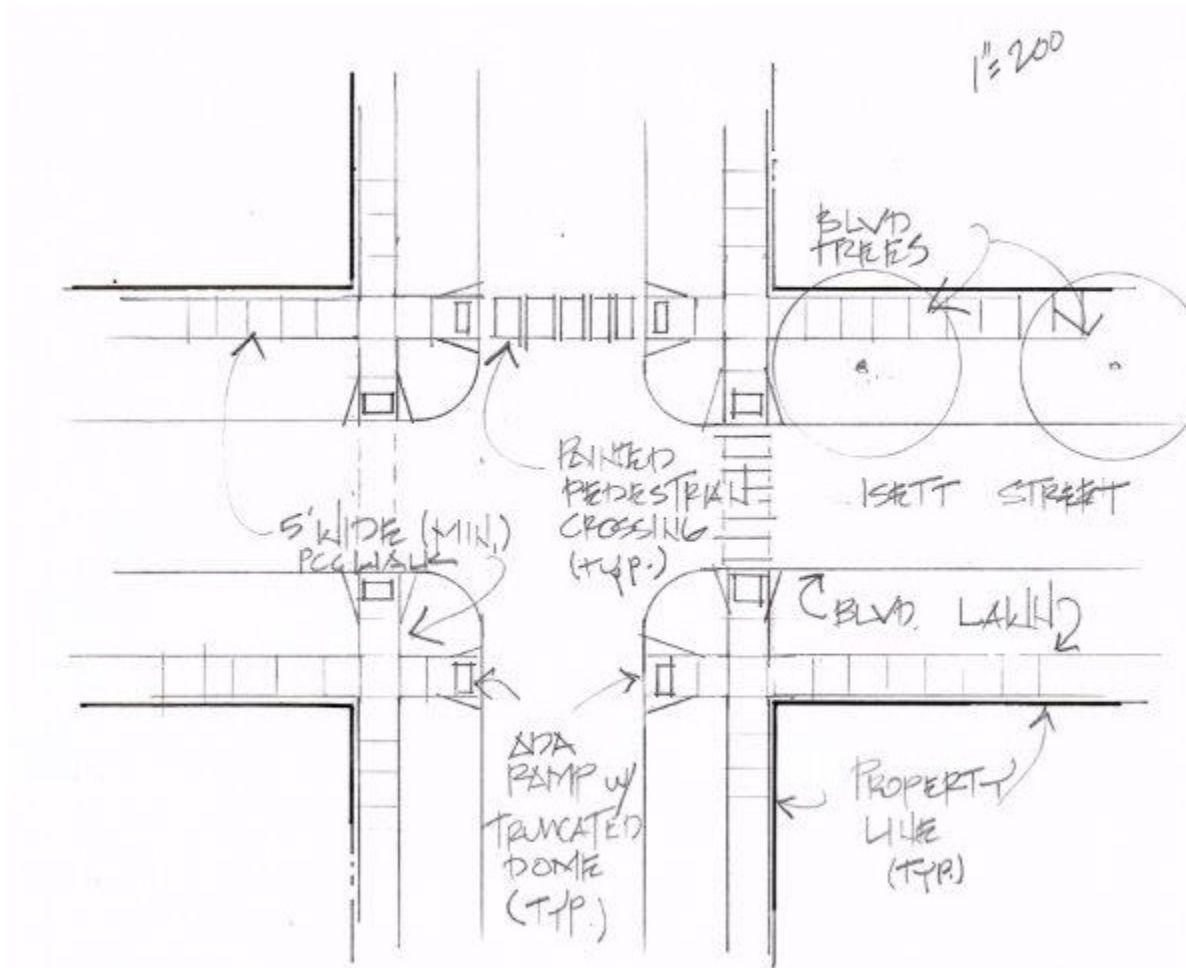 1"=200
BLVD
TREES
PAINTED
PEDESTRIAN
CROSSING
(TYP.)
ISETT STREET
5' WIDE (MIN.)
PCC WALK
BLVD. LAWN
ADA
RAMP w/
TRUNCATED
DOME
(TYP.)
PROPERTY
LINE
(TYP.)